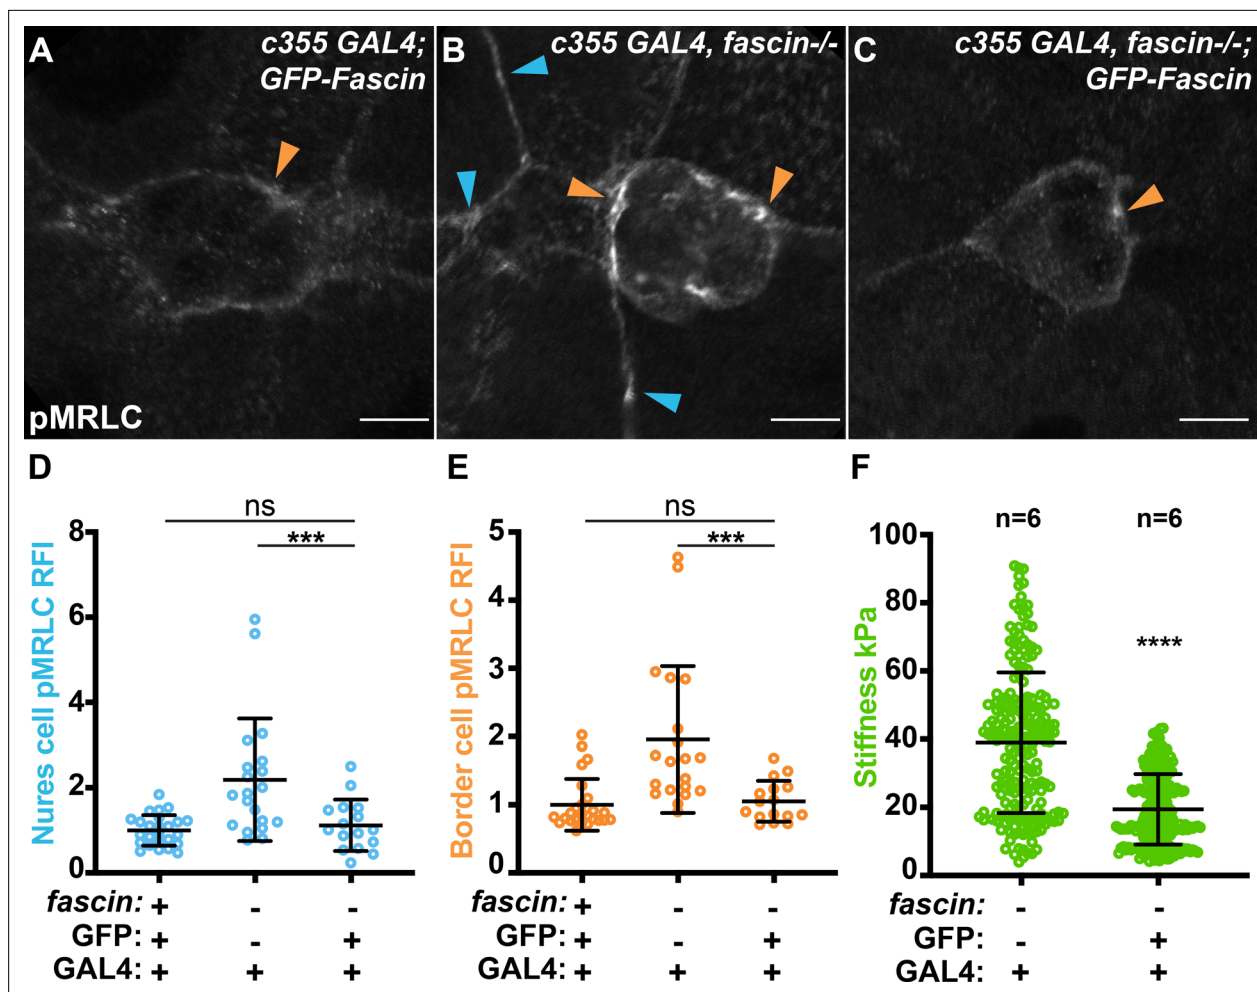 A
c355 GAL4;
GFP-Fascin
B
c355 GAL4, fascin-/-
C
c355 GAL4, fascin-/-;
GFP-Fascin
pMRLC
D
ns
***
Nures cell pMRLC RFI
8
6
4
2
0
fascin: + - -
GFP: + - +
GAL4: + + +
E
ns
***
Border cell pMRLC RFI
5
4
3
2
1
0
fascin: + - -
GFP: + - +
GAL4: + + +
F
n=6 n=6
****
Stiffness kPa
100
80
60
40
20
0
fascin: - -
GFP: - +
GAL4: + +